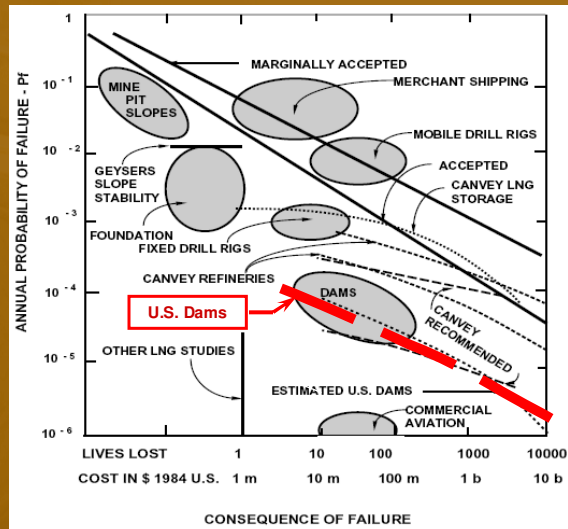 ANNUAL PROBABILITY OF FAILURE - Pf
1
10 -1
10 -2
10 -3
10 -4
10 -5
10 -6
MARGINALLY ACCEPTED
MERCHANT SHIPPING
MINE
PIT
SLOPES
MOBILE DRILL RIGS
GEYSERS
SLOPE
STABILITY
ACCEPTED
CANVEY LNG
STORAGE
FOUNDATION
FIXED DRILL RIGS
CANVEY REFINERIES
DAMS
U.S. Dams
CANVEY
RECOMMENDED
OTHER LNG STUDIES
ESTIMATED U.S. DAMS
COMMERCIAL
AVIATION
LIVES LOST 1 10 100 1000 10000
COST IN $ 1984 U.S. 1 m 10 m 100 m 1 b 10 b
CONSEQUENCE OF FAILURE